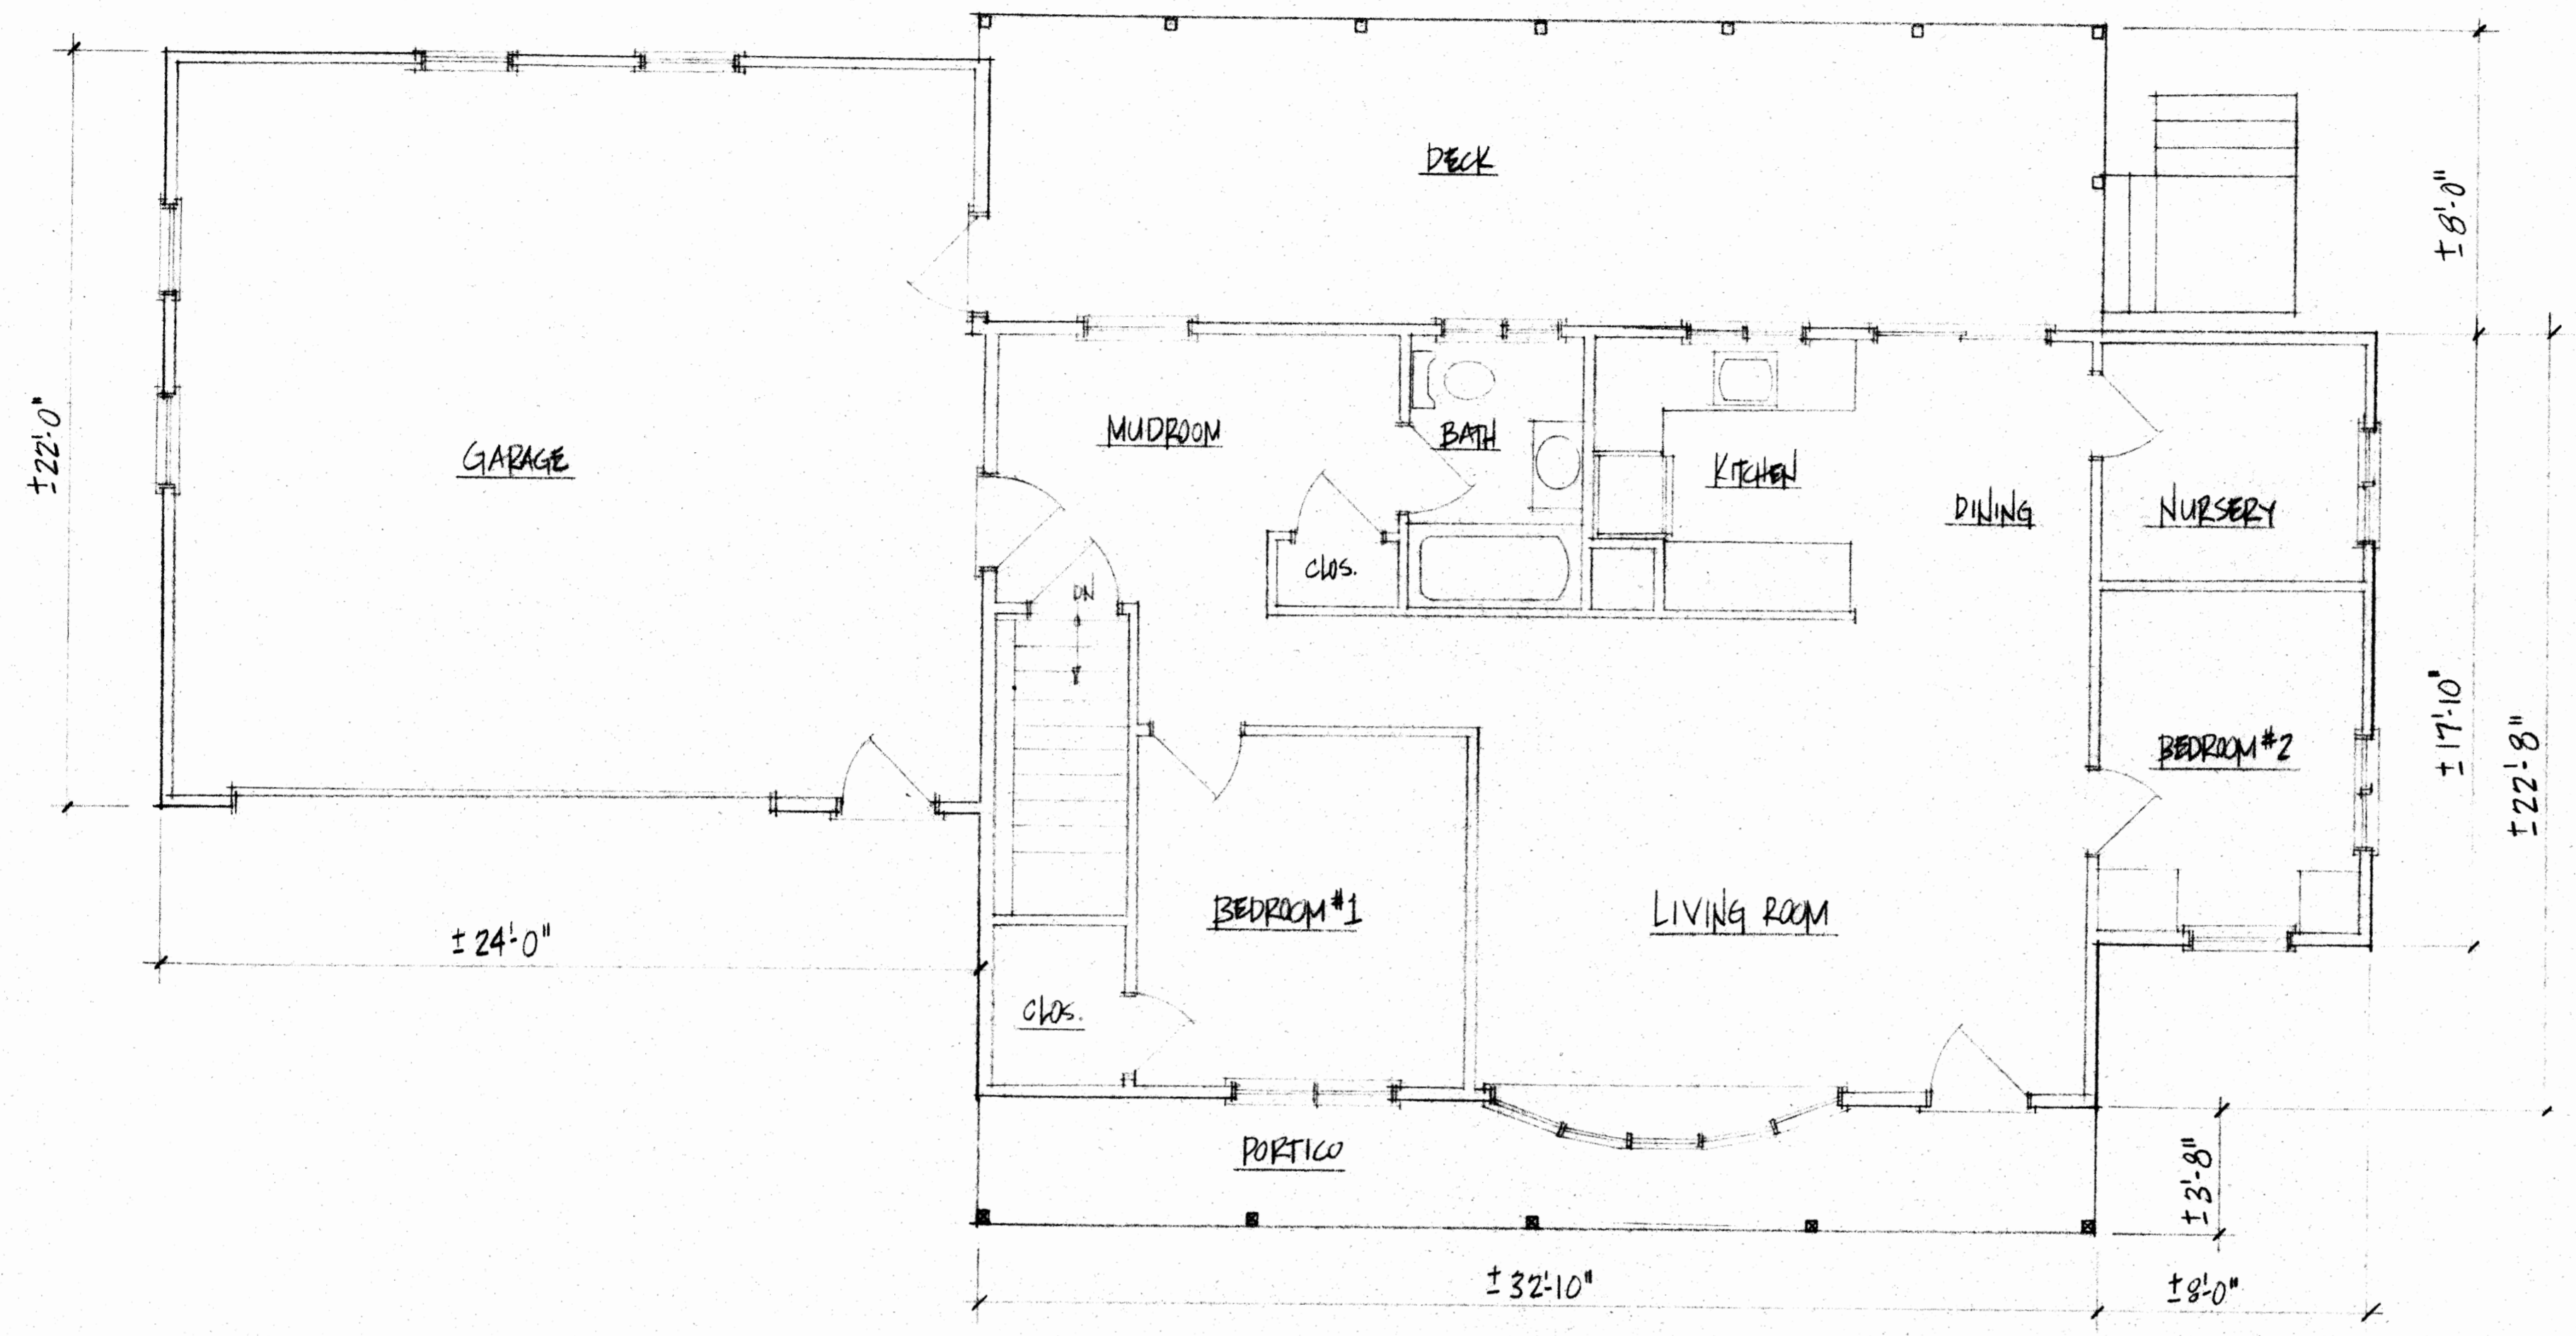 DECK
±8'-0"
±22'-0"
GARAGE
MUDROOM
BATH
KITCHEN
DINING
NURSERY
CLOS.
DN
±17'-10"
±22'-8"
BEDROOM #2
BEDROOM #1
LIVING ROOM
±24'-0"
CLOS.
PORTICO
±3'-8"
±32'-10"
±8'-0"